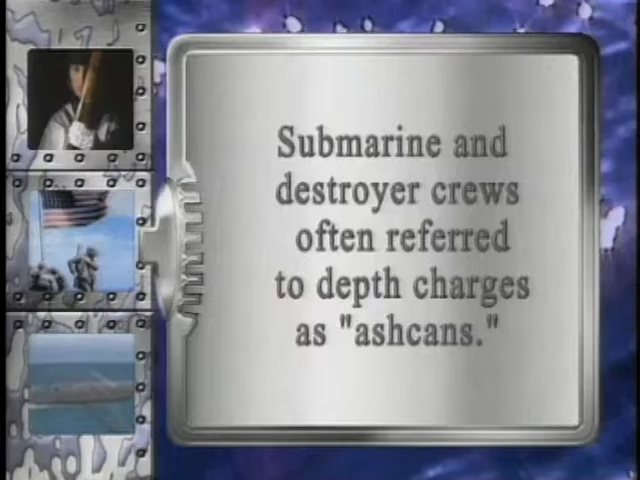 Submarine and
destroyer crews
often referred
to depth charges
as "ashcans."